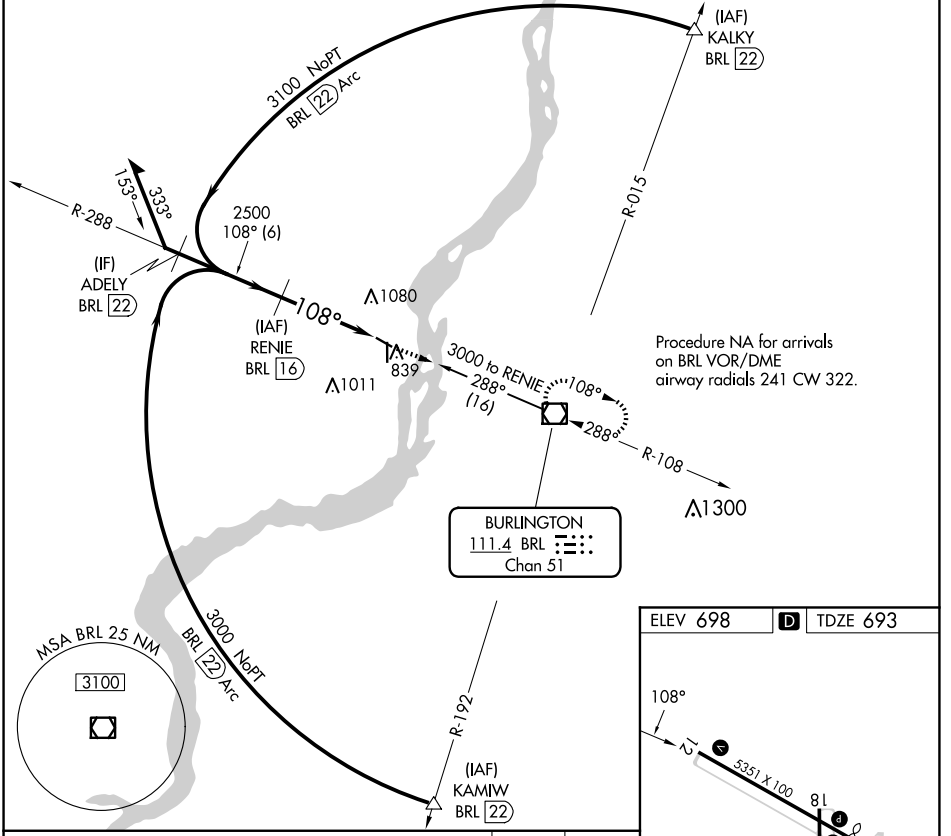 (IAF)
KALKY
BRL 22
3100 NoPT
BRL 22 Arc
R-015
333°
153°
R-288
2500
108° (6)
(IF)
ADELY
BRL 22
108°
(IAF)
RENIE
BRL 16
1080
839
1011
3000 to RENIE
288°
(16)
108°
288°
R-108
1300
Procedure NA for arrivals
on BRL VOR/DME
airway radials 241 CW 322.
BURLINGTON
111.4 BRL
Chan 51
3000 NoPT
BRL 22 Arc
R-192
(IAF)
KAMIW
BRL 22
MSA BRL 25 NM
3100
ELEV 698 D TDZE 693
108°
12
V
5351 X 100
18
P